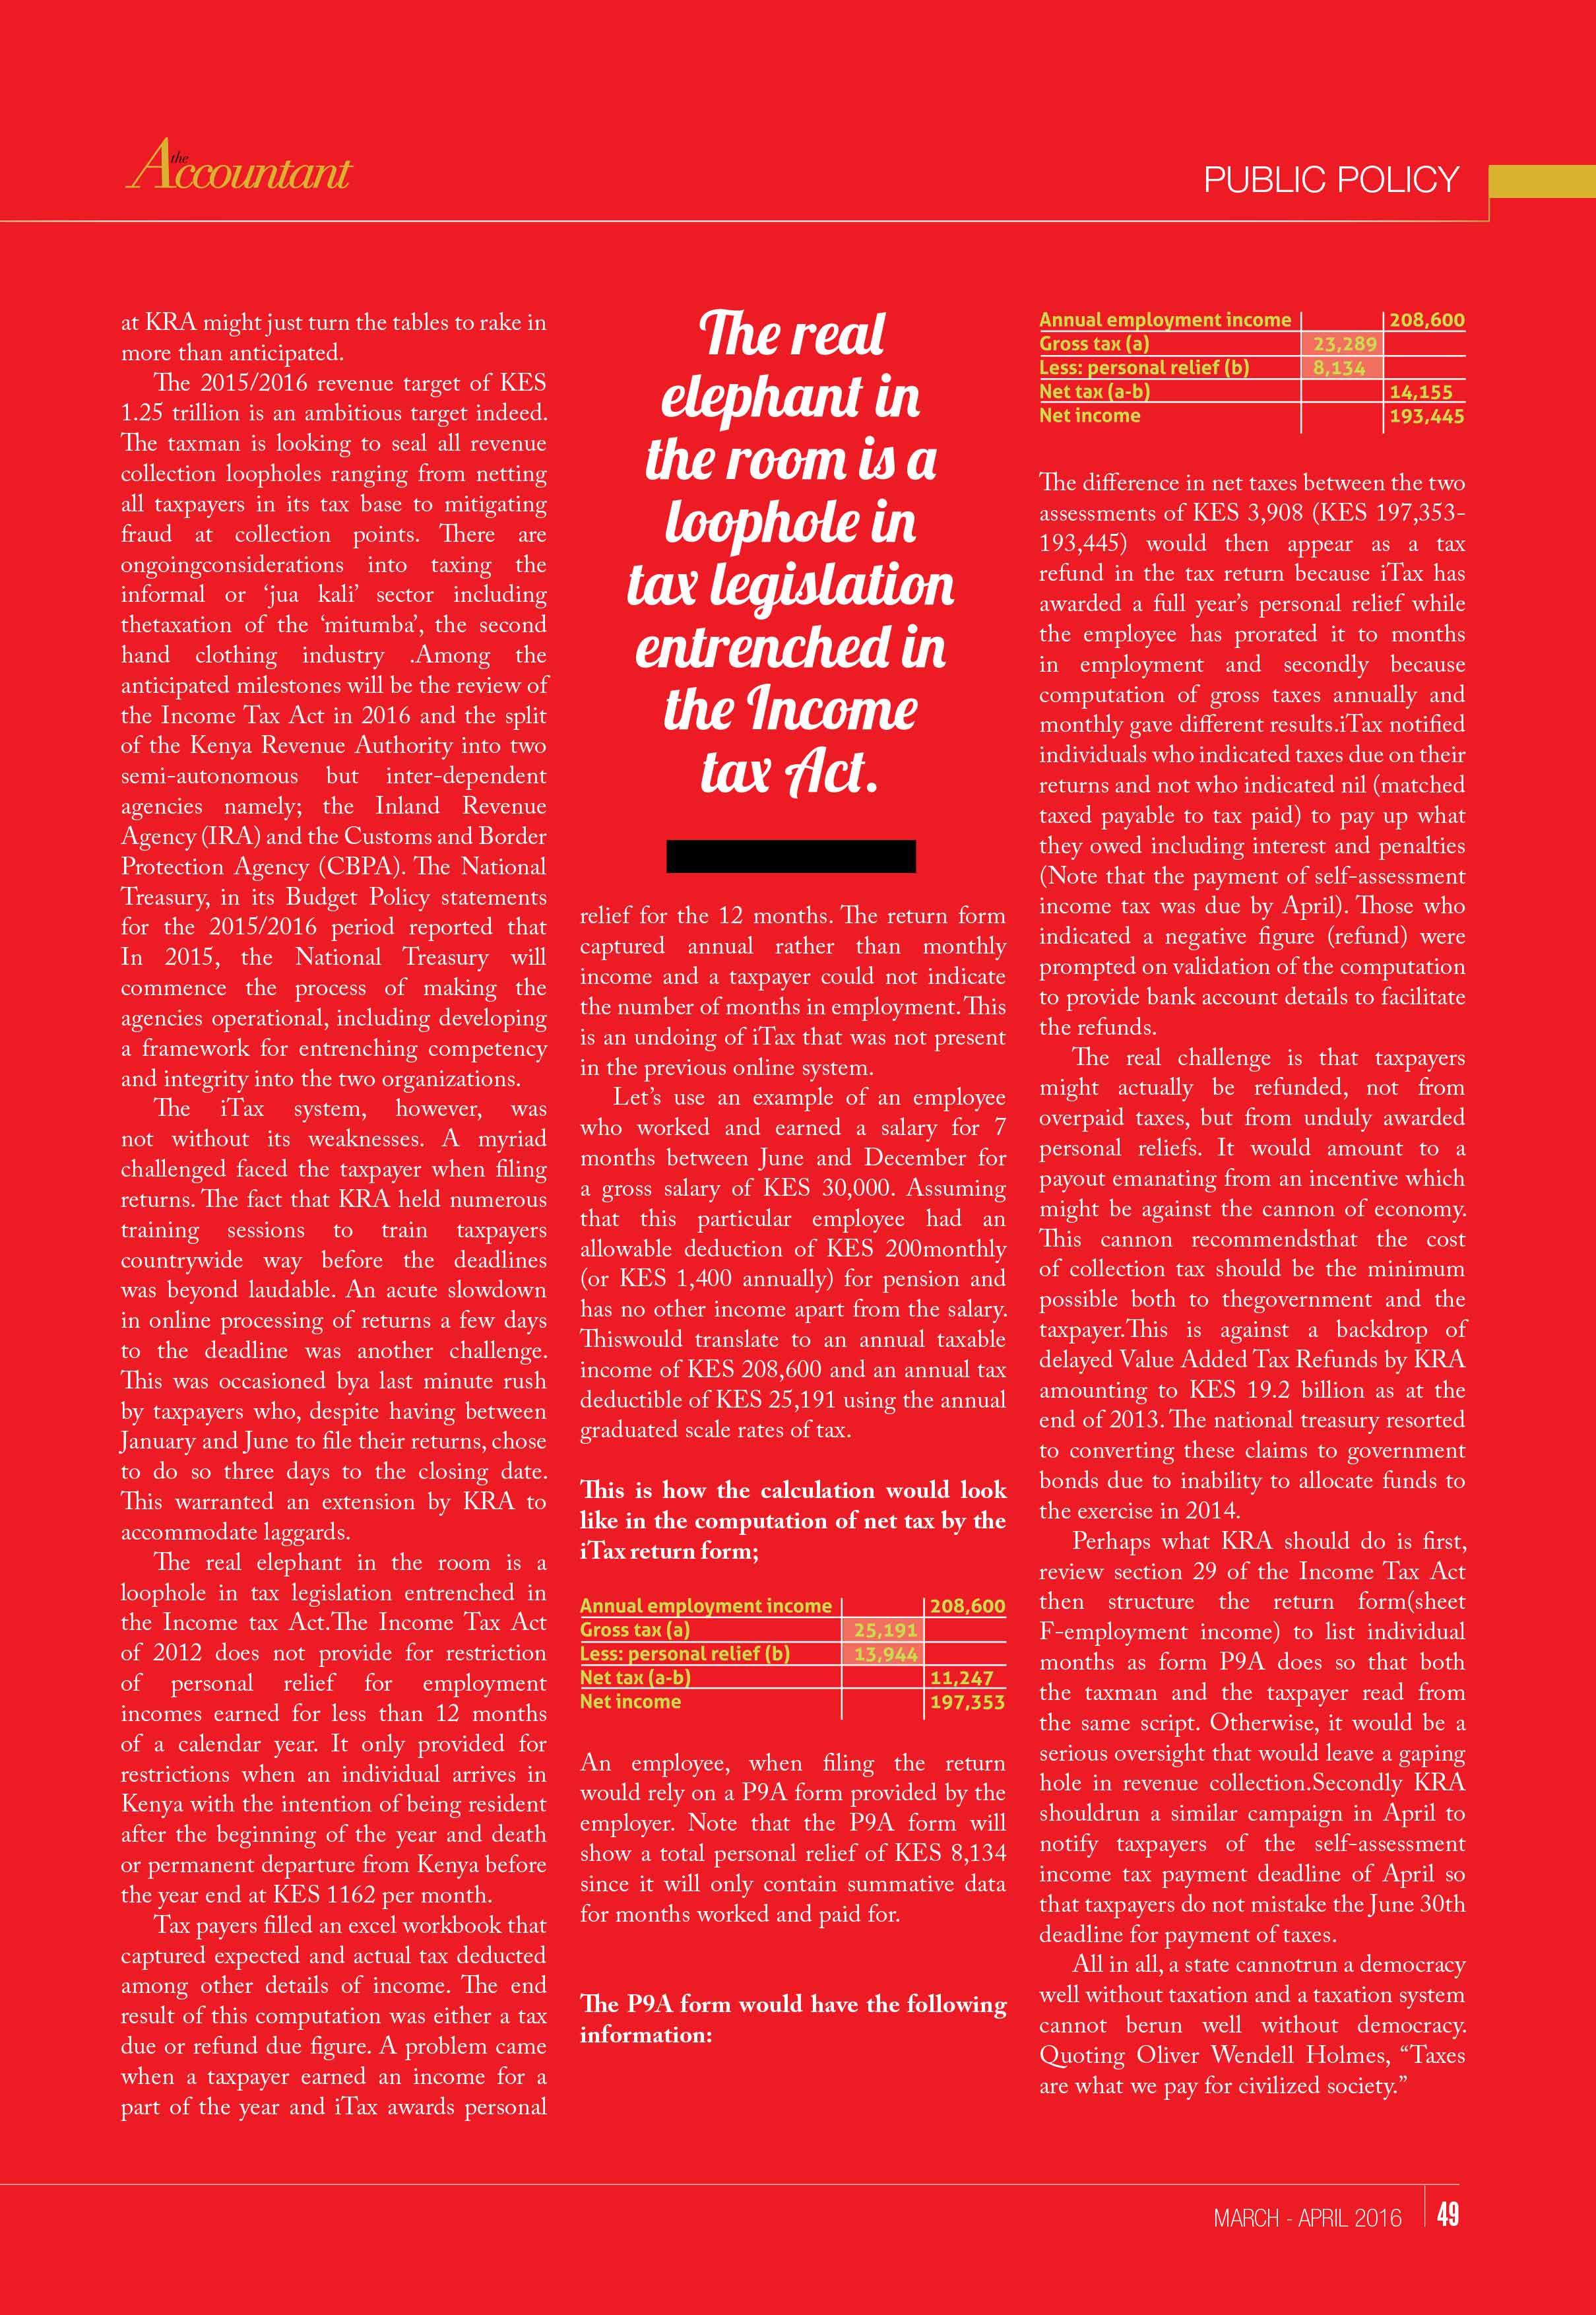 the Accountant
PUBLIC POLICY
at KRA might just turn the tables to rake in
more than anticipated.
The 2015/2016 revenue target of KES
1.25 trillion is an ambitious target indeed.
The taxman is looking to seal all revenue
collection loopholes ranging from netting
all taxpayers in its tax base to mitigating
fraud at collection points. There are
ongoingconsiderations into taxing the
informal or ‘jua kali’ sector including
thetaxation of the ‘mitumba’, the second
hand clothing industry .Among the
anticipated milestones will be the review of
the Income Tax Act in 2016 and the split
of the Kenya Revenue Authority into two
semi-autonomous but inter-dependent
agencies namely; the Inland Revenue
Agency (IRA) and the Customs and Border
Protection Agency (CBPA). The National
Treasury, in its Budget Policy statements
for the 2015/2016 period reported that
In 2015, the National Treasury will
commence the process of making the
agencies operational, including developing
a framework for entrenching competency
and integrity into the two organizations.
The iTax system, however, was
not without its weaknesses. A myriad
challenged faced the taxpayer when filing
returns. The fact that KRA held numerous
training sessions to train taxpayers
countrywide way before the deadlines
was beyond laudable. An acute slowdown
in online processing of returns a few days
to the deadline was another challenge.
This was occasioned bya last minute rush
by taxpayers who, despite having between
January and June to file their returns, chose
to do so three days to the closing date.
This warranted an extension by KRA to
accommodate laggards.
The real elephant in the room is a
loophole in tax legislation entrenched in
the Income tax Act.The Income Tax Act
of 2012 does not provide for restriction
of personal relief for employment
incomes earned for less than 12 months
of a calendar year. It only provided for
restrictions when an individual arrives in
Kenya with the intention of being resident
after the beginning of the year and death
or permanent departure from Kenya before
the year end at KES 1162 per month.
Tax payers filled an excel workbook that
captured expected and actual tax deducted
among other details of income. The end
result of this computation was either a tax
due or refund due figure. A problem came
when a taxpayer earned an income for a
part of the year and iTax awards personal
The real
elephant in
the room is a
loophole in
tax legislation
entrenched in
the Income
tax Act.
relief for the 12 months. The return form
captured annual rather than monthly
income and a taxpayer could not indicate
the number of months in employment. This
is an undoing of iTax that was not present
in the previous online system.
Let’s use an example of an employee
who worked and earned a salary for 7
months between June and December for
a gross salary of KES 30,000. Assuming
that this particular employee had an
allowable deduction of KES 200monthly
(or KES 1,400 annually) for pension and
has no other income apart from the salary.
Thiswould translate to an annual taxable
income of KES 208,600 and an annual tax
deductible of KES 25,191 using the annual
graduated scale rates of tax.
This is how the calculation would look
like in the computation of net tax by the
iTax return form;
Annual employment income 208,600
Gross tax (a) 25,191
Less: personal relief (b) 13,944
Net tax (a-b) 11,247
Net income 197,353
An employee, when filing the return
would rely on a P9A form provided by the
employer. Note that the P9A form will
show a total personal relief of KES 8,134
since it will only contain summative data
for months worked and paid for.
The P9A form would have the following
information:
Annual employment income 208,600
Gross tax (a) 23,289
Less: personal relief (b) 8,134
Net tax (a-b) 14,155
Net income 193,445
The difference in net taxes between the two
assessments of KES 3,908 (KES 197,353-
193,445) would then appear as a tax
refund in the tax return because iTax has
awarded a full year’s personal relief while
the employee has prorated it to months
in employment and secondly because
computation of gross taxes annually and
monthly gave different results.iTax notified
individuals who indicated taxes due on their
returns and not who indicated nil (matched
taxed payable to tax paid) to pay up what
they owed including interest and penalties
(Note that the payment of self-assessment
income tax was due by April). Those who
indicated a negative figure (refund) were
prompted on validation of the computation
to provide bank account details to facilitate
the refunds.
The real challenge is that taxpayers
might actually be refunded, not from
overpaid taxes, but from unduly awarded
personal reliefs. It would amount to a
payout emanating from an incentive which
might be against the cannon of economy.
This cannon recommendsthat the cost
of collection tax should be the minimum
possible both to thegovernment and the
taxpayer.This is against a backdrop of
delayed Value Added Tax Refunds by KRA
amounting to KES 19.2 billion as at the
end of 2013. The national treasury resorted
to converting these claims to government
bonds due to inability to allocate funds to
the exercise in 2014.
Perhaps what KRA should do is first,
review section 29 of the Income Tax Act
then structure the return form(sheet
F-employment income) to list individual
months as form P9A does so that both
the taxman and the taxpayer read from
the same script. Otherwise, it would be a
serious oversight that would leave a gaping
hole in revenue collection.Secondly KRA
shouldrun a similar campaign in April to
notify taxpayers of the self-assessment
income tax payment deadline of April so
that taxpayers do not mistake the June 30th
deadline for payment of taxes.
All in all, a state cannotrun a democracy
well without taxation and a taxation system
cannot berun well without democracy.
Quoting Oliver Wendell Holmes, “Taxes
are what we pay for civilized society.”
MARCH - APRIL 2016 49